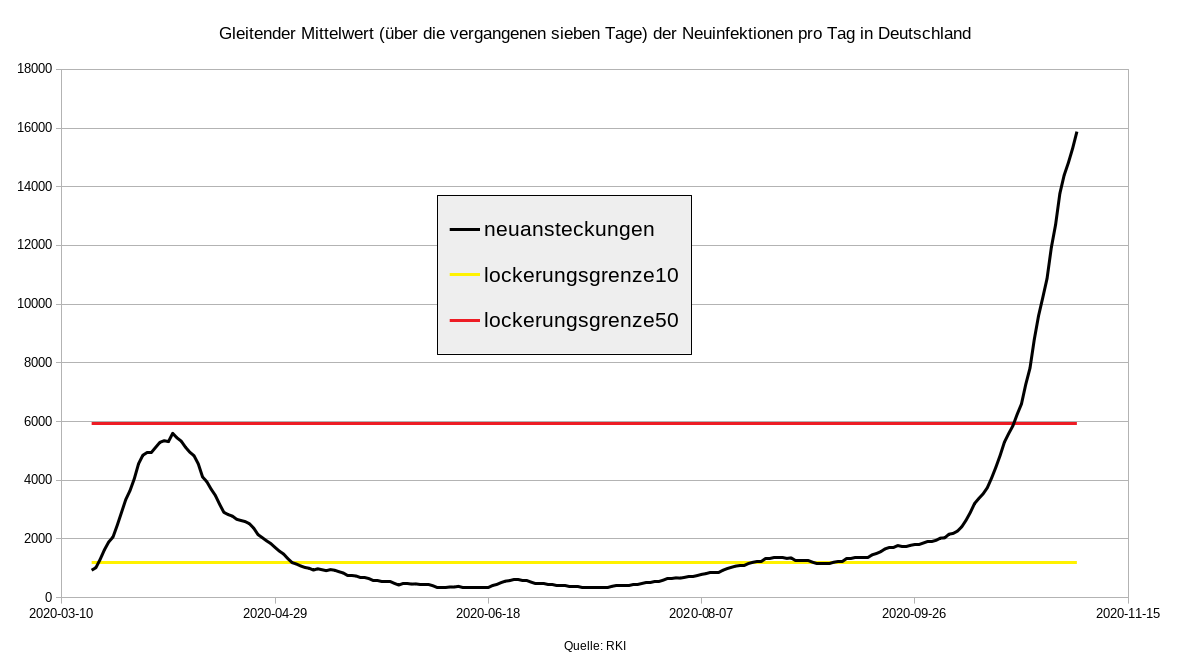 Gleitender Mittelwert (über die vergangenen sieben Tage) der Neuinfektionen pro Tag in Deutschland
18000
16000
14000
12000
10000
8000
6000
4000
2000
0
neuansteckungen
lockerungsgrenze10
lockerungsgrenze50
2020-03-10 2020-04-29 2020-06-18 2020-08-07 2020-09-26 2020-11-15
Quelle: RKI